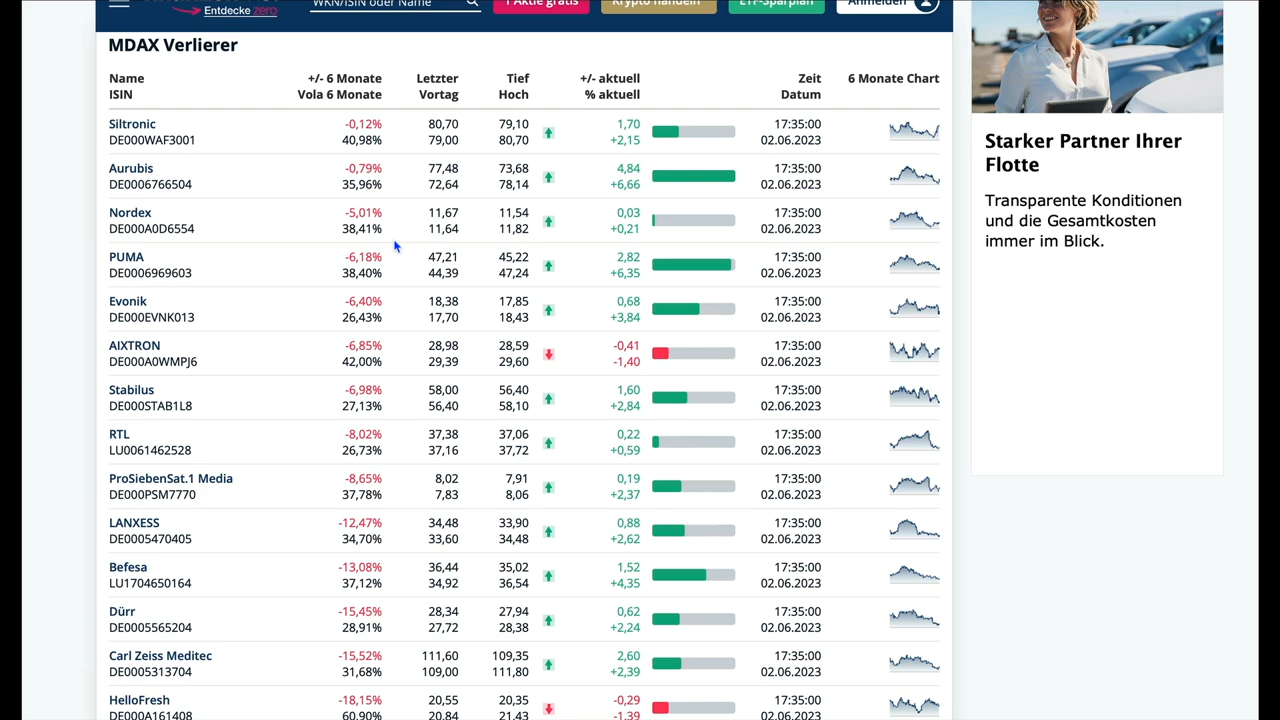 Entdecke zero
WKN/ISIN oder Name
1 Aktie gratis
Krypto handeln
ETF-Sparplan
Anmelden
MDAX Verlierer
Name +/- 6 Monate Letzter Tief +/- aktuell Zeit 6 Monate Chart
ISIN Vola 6 Monate Vortag Hoch % aktuell Datum
Siltronic -0,12% 80,70 79,10 1,70 17:35:00
DE000WAF3001 40,98% 79,00 80,70 +2,15 02.06.2023
Aurubis -0,79% 77,48 73,68 4,84 17:35:00
DE0006766504 35,96% 72,64 78,14 +6,66 02.06.2023
Nordex -5,01% 11,67 11,54 0,03 17:35:00
DE000A0D6554 38,41% 11,64 11,82 +0,21 02.06.2023
PUMA -6,18% 47,21 45,22 2,82 17:35:00
DE0006969603 38,40% 44,39 47,24 +6,35 02.06.2023
Evonik -6,40% 18,38 17,85 0,68 17:35:00
DE000EVNK013 26,43% 17,70 18,43 +3,84 02.06.2023
AIXTRON -6,85% 28,98 28,59 -0,41 17:35:00
DE000A0WMPJ6 42,00% 29,39 29,60 -1,40 02.06.2023
Stabilus -6,98% 58,00 56,40 1,60 17:35:00
DE000STAB1L8 27,13% 56,40 58,10 +2,84 02.06.2023
RTL -8,02% 37,38 37,06 0,22 17:35:00
LU0061462528 26,73% 37,16 37,72 +0,59 02.06.2023
ProSiebenSat.1 Media -8,65% 8,02 7,91 0,19 17:35:00
DE000PSM7770 37,78% 7,83 8,06 +2,37 02.06.2023
LANXESS -12,47% 34,48 33,90 0,88 17:35:00
DE0005470405 34,70% 33,60 34,48 +2,62 02.06.2023
Befesa -13,08% 36,44 35,02 1,52 17:35:00
LU1704650164 37,12% 34,92 36,54 +4,35 02.06.2023
Dürr -15,45% 28,34 27,94 0,62 17:35:00
DE0005565204 28,91% 27,72 28,38 +2,24 02.06.2023
Carl Zeiss Meditec -15,52% 111,60 109,35 2,60 17:35:00
DE0005313704 31,68% 109,00 111,80 +2,39 02.06.2023
HelloFresh -18,15% 20,55 20,35 -0,29 17:35:00
DE000A161408 60,90% 20,84 21,43 -1,39 02.06.2023
Starker Partner Ihrer
Flotte
Transparente Konditionen
und die Gesamtkosten
immer im Blick.